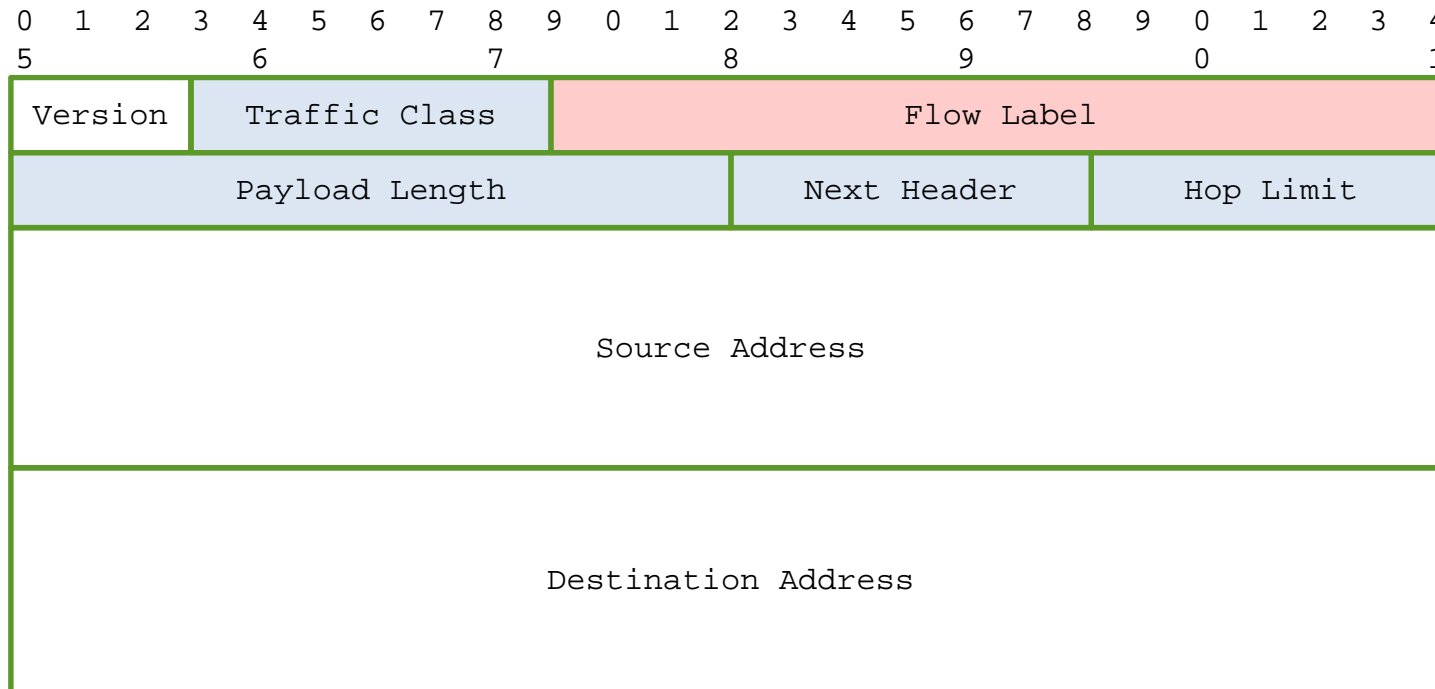 0 1 2 3 4 5 6 7 8 9 0 1 2 3 4 5 6 7 8 9 0 1 2 3 4
5 6 7 8 9 0 1
Version Traffic Class Flow Label
Payload Length Next Header Hop Limit
Source Address
Destination Address